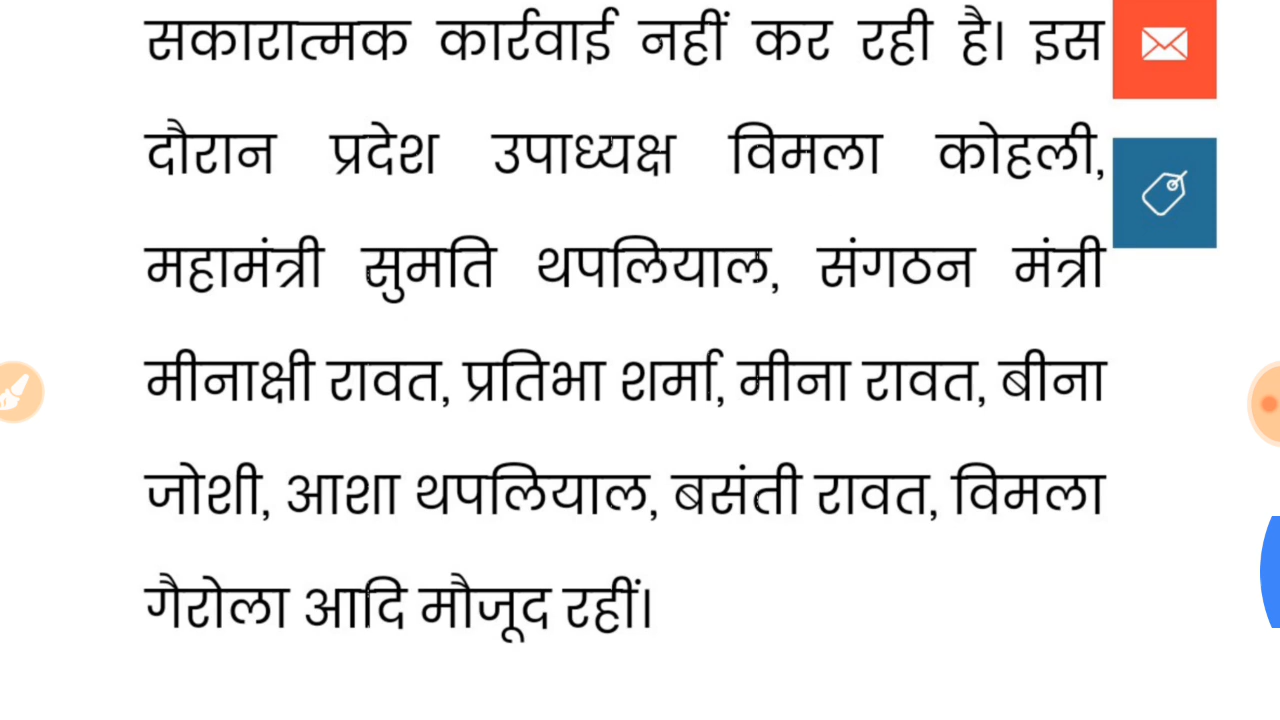 सकारात्मक कार्रवाई नहीं कर रही है। इस
दौरान प्रदेश उपाध्यक्ष विमला कोहली,
महामंत्री सुमति थपलियाल, संगठन मंत्री
मीनाक्षी रावत, प्रतिभा शर्मा, मीना रावत, बीना
जोशी, आशा थपलियाल, बसंती रावत, विमला
गैरोला आदि मौजूद रहीं।